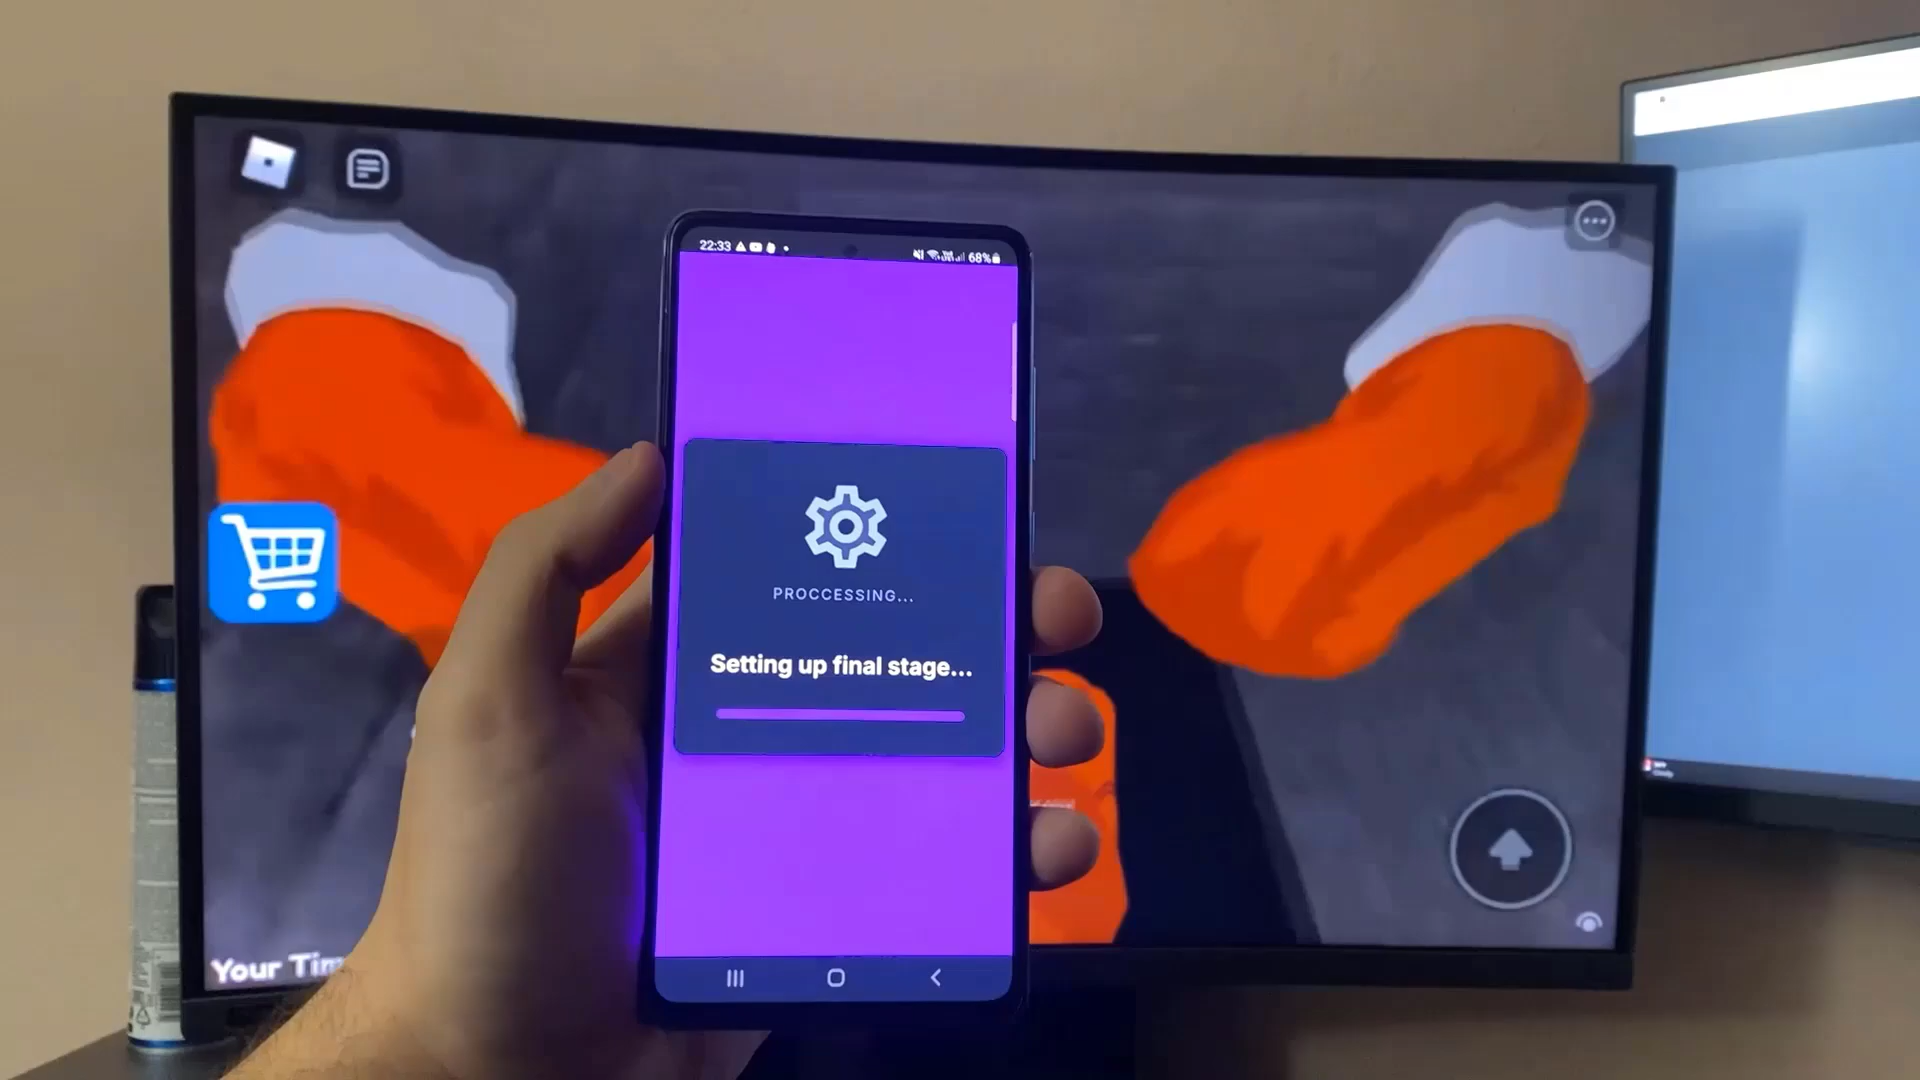 22:33
68%
PROCCESSING...
Setting up final stage...
Your Tim